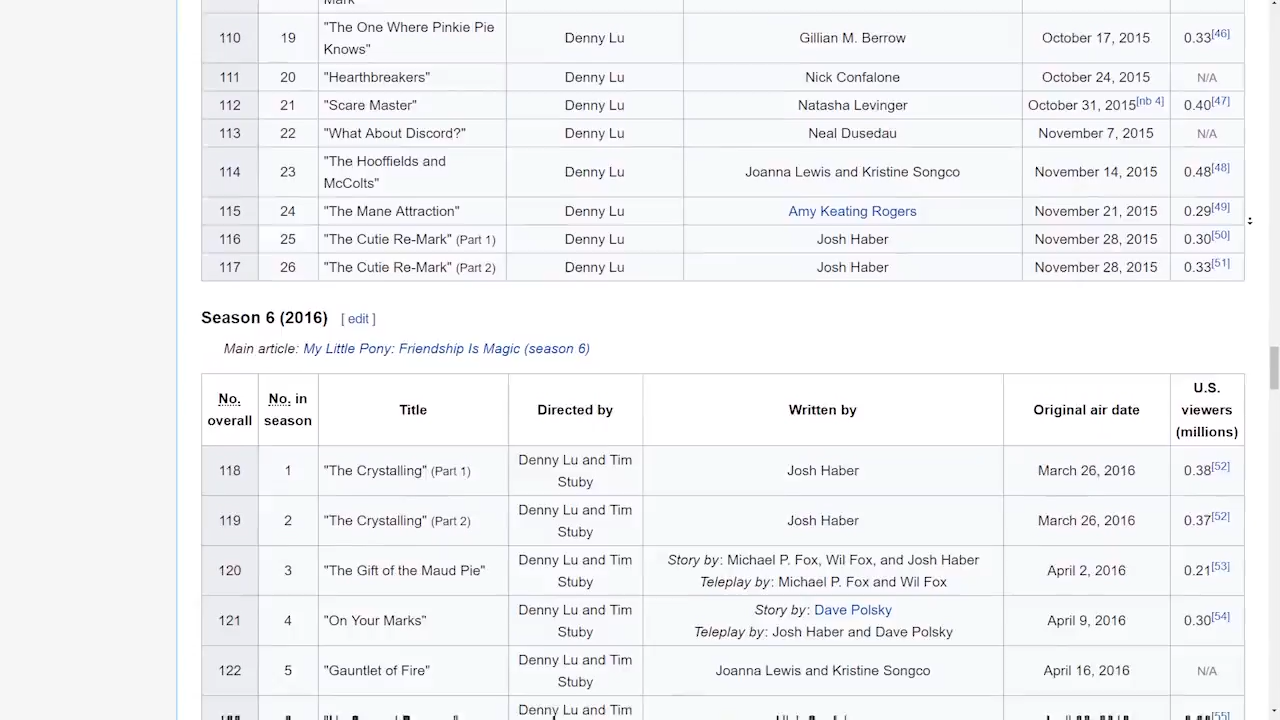 Mark"
110 19 "The One Where Pinkie Pie Knows" Denny Lu Gillian M. Berrow October 17, 2015 0.33[46]
111 20 "Hearthbreakers" Denny Lu Nick Confalone October 24, 2015 N/A
112 21 "Scare Master" Denny Lu Natasha Levinger October 31, 2015[nb 4] 0.40[47]
113 22 "What About Discord?" Denny Lu Neal Dusedau November 7, 2015 N/A
114 23 "The Hooffields and McColts" Denny Lu Joanna Lewis and Kristine Songco November 14, 2015 0.48[48]
115 24 "The Mane Attraction" Denny Lu Amy Keating Rogers November 21, 2015 0.29[49]
116 25 "The Cutie Re-Mark" (Part 1) Denny Lu Josh Haber November 28, 2015 0.30[50]
117 26 "The Cutie Re-Mark" (Part 2) Denny Lu Josh Haber November 28, 2015 0.33[51]
Season 6 (2016) [ edit ]
Main article: My Little Pony: Friendship Is Magic (season 6)
No. overall No. in season Title Directed by Written by Original air date U.S. viewers (millions)
118 1 "The Crystalling" (Part 1) Denny Lu and Tim Stuby Josh Haber March 26, 2016 0.38[52]
119 2 "The Crystalling" (Part 2) Denny Lu and Tim Stuby Josh Haber March 26, 2016 0.37[52]
120 3 "The Gift of the Maud Pie" Denny Lu and Tim Stuby Story by: Michael P. Fox, Wil Fox, and Josh Haber Teleplay by: Michael P. Fox and Wil Fox April 2, 2016 0.21[53]
121 4 "On Your Marks" Denny Lu and Tim Stuby Story by: Dave Polsky Teleplay by: Josh Haber and Dave Polsky April 9, 2016 0.30[54]
122 5 "Gauntlet of Fire" Denny Lu and Tim Stuby Joanna Lewis and Kristine Songco April 16, 2016 N/A
Denny Lu and Tim [55]